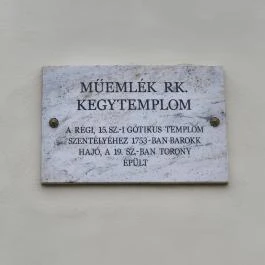 MŰEMLÉK RK.
KEGYTEMPLOM
A RÉGI, 15. SZ.-I GÓTIKUS TEMPLOM
SZENTÉLYÉHEZ 1753-BAN BAROKK
HAJÓ, A 19. SZ.-BAN TORONY
ÉPÜLT